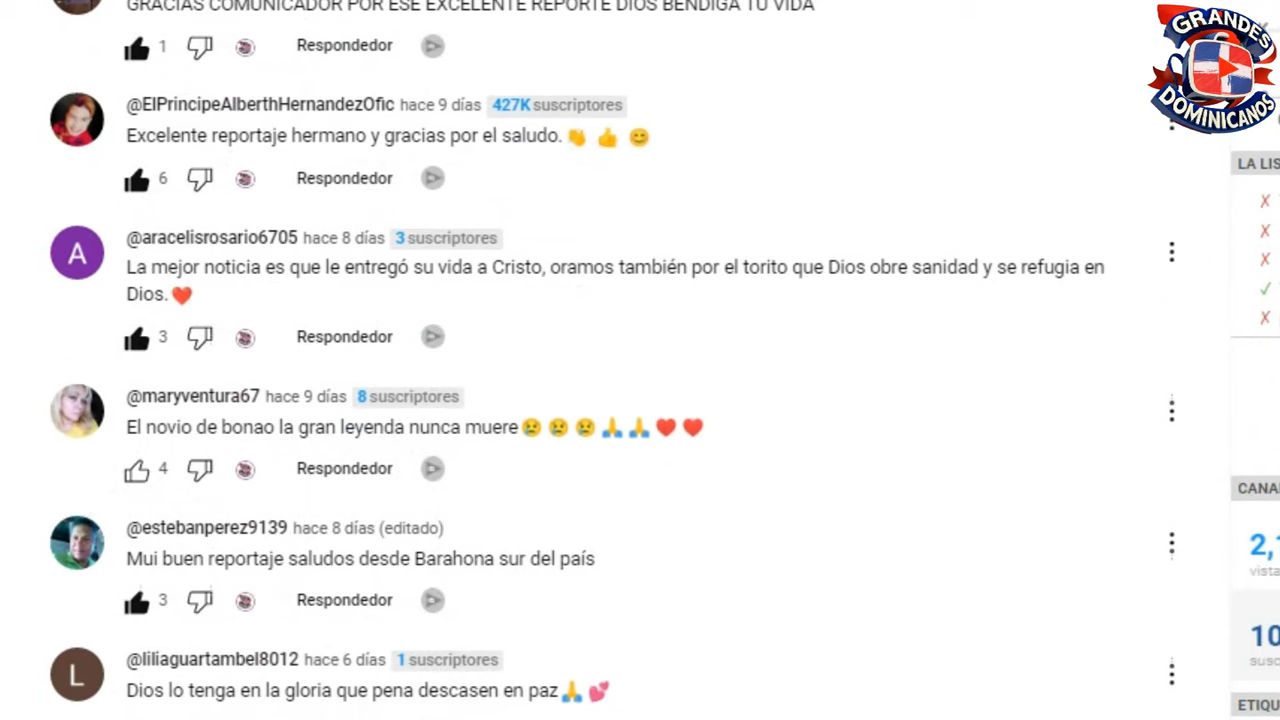 GRACIAS COMUNICADOR POR ESE EXCELENTE REPORTE DIOS BENDIGA TU VIDA
1 Respondedor
GRANDES
DOMINICANOS
@ElPrincipeAlberthHernandezOfic hace 9 días 427K suscriptores
Excelente reportaje hermano y gracias por el saludo. 👏 👍 😊
6 Respondedor
LA LIS
@aracelisrosario6705 hace 8 días 3 suscriptores
A
La mejor noticia es que le entregó su vida a Cristo, oramos también por el torito que Dios obre sanidad y se refugia en
Dios. ❤️
3 Respondedor
@maryventura67 hace 9 días 8 suscriptores
El novio de bonao la gran leyenda nunca muere 😢 😢 😢 🙏 🙏 ♥️ ♥️
4 Respondedor
CANA
@estebanperez9139 hace 8 días (editado)
2,
vista
Mui buen reportaje saludos desde Barahona sur del país
3 Respondedor
10
susc
@liliaguartambel8012 hace 6 días 1 suscriptores
L
Dios lo tenga en la gloria que pena descasen en paz 🙏 💕
ETIQU